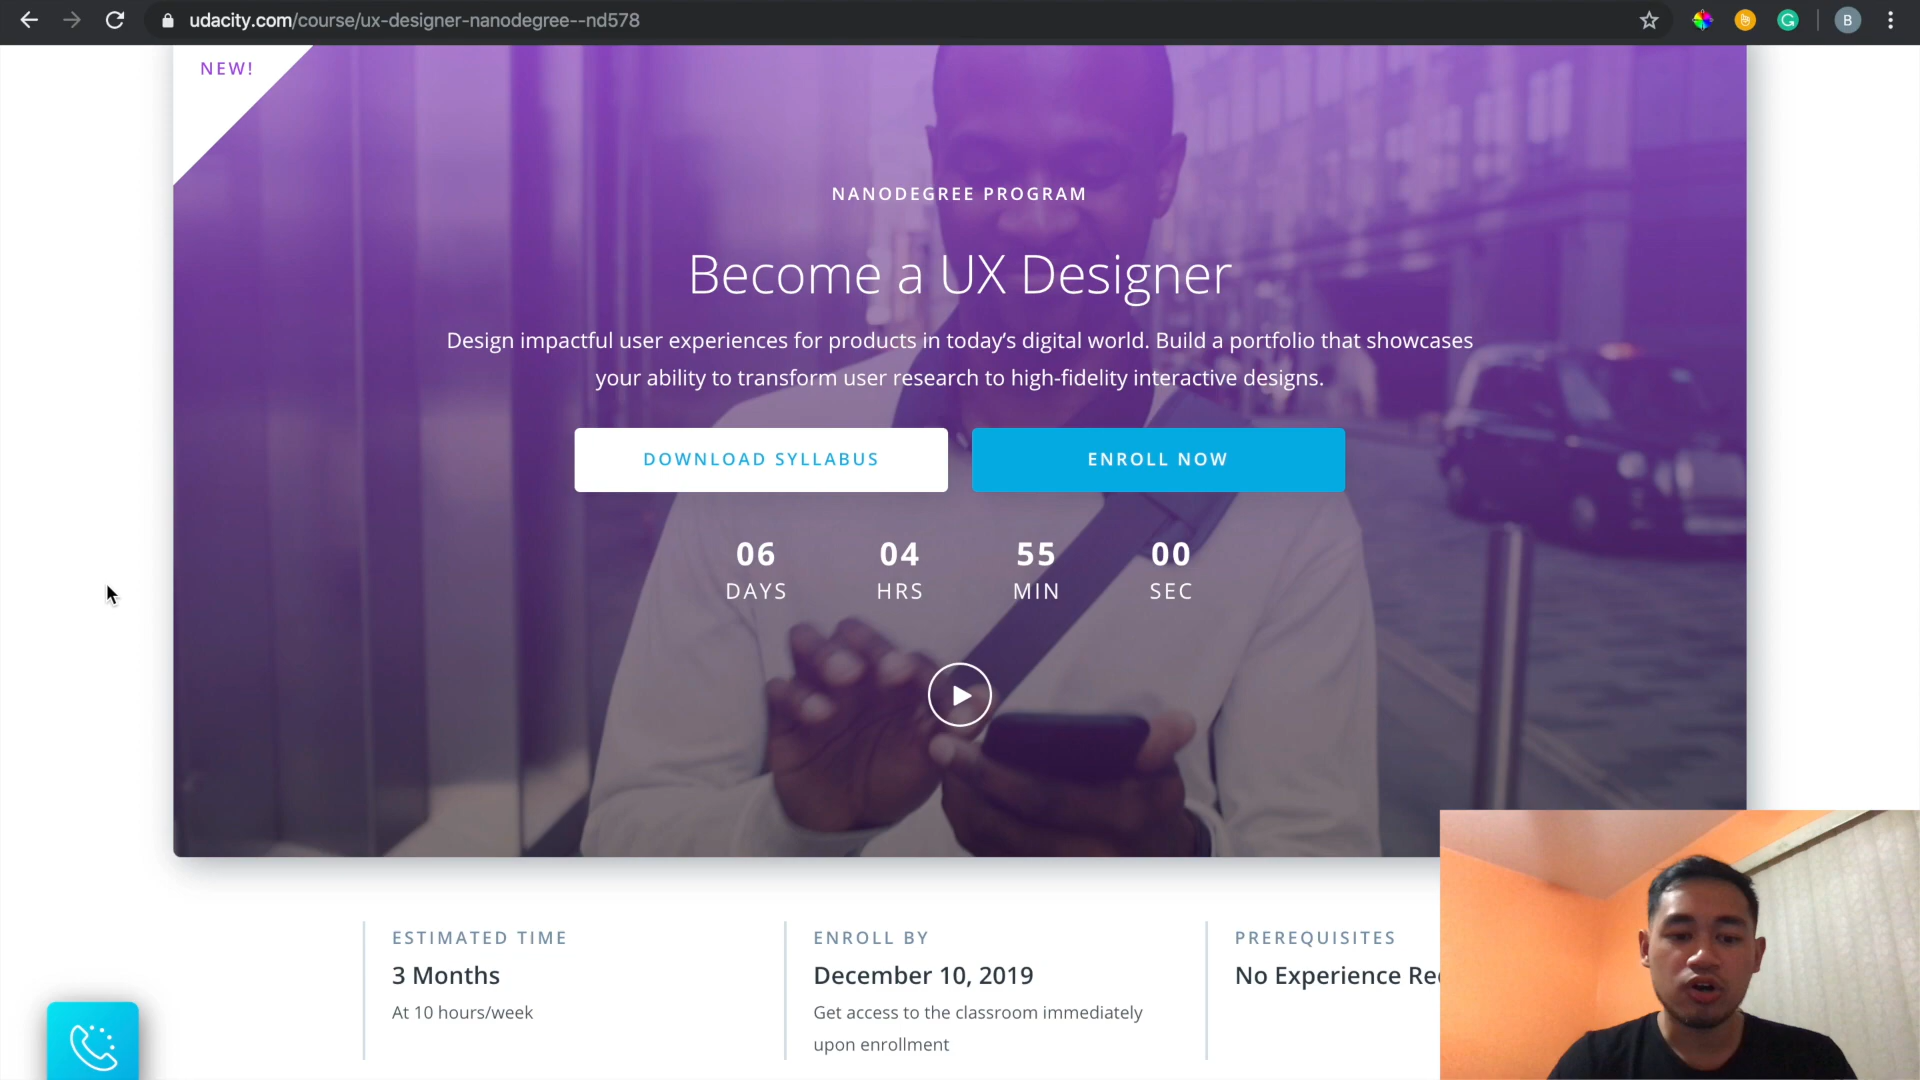 udacity.com/course/ux-designer-nanodegree--nd578
B
NEW!
NANODEGREE PROGRAM
Become a UX Designer
Design impactful user experiences for products in today's digital world. Build a portfolio that showcases
your ability to transform user research to high-fidelity interactive designs.
DOWNLOAD SYLLABUS
ENROLL NOW
06 04 55 00
DAYS HRS MIN SEC
ESTIMATED TIME
3 Months
At 10 hours/week
ENROLL BY
December 10, 2019
Get access to the classroom immediately
upon enrollment
PREREQUISITES
No Experience